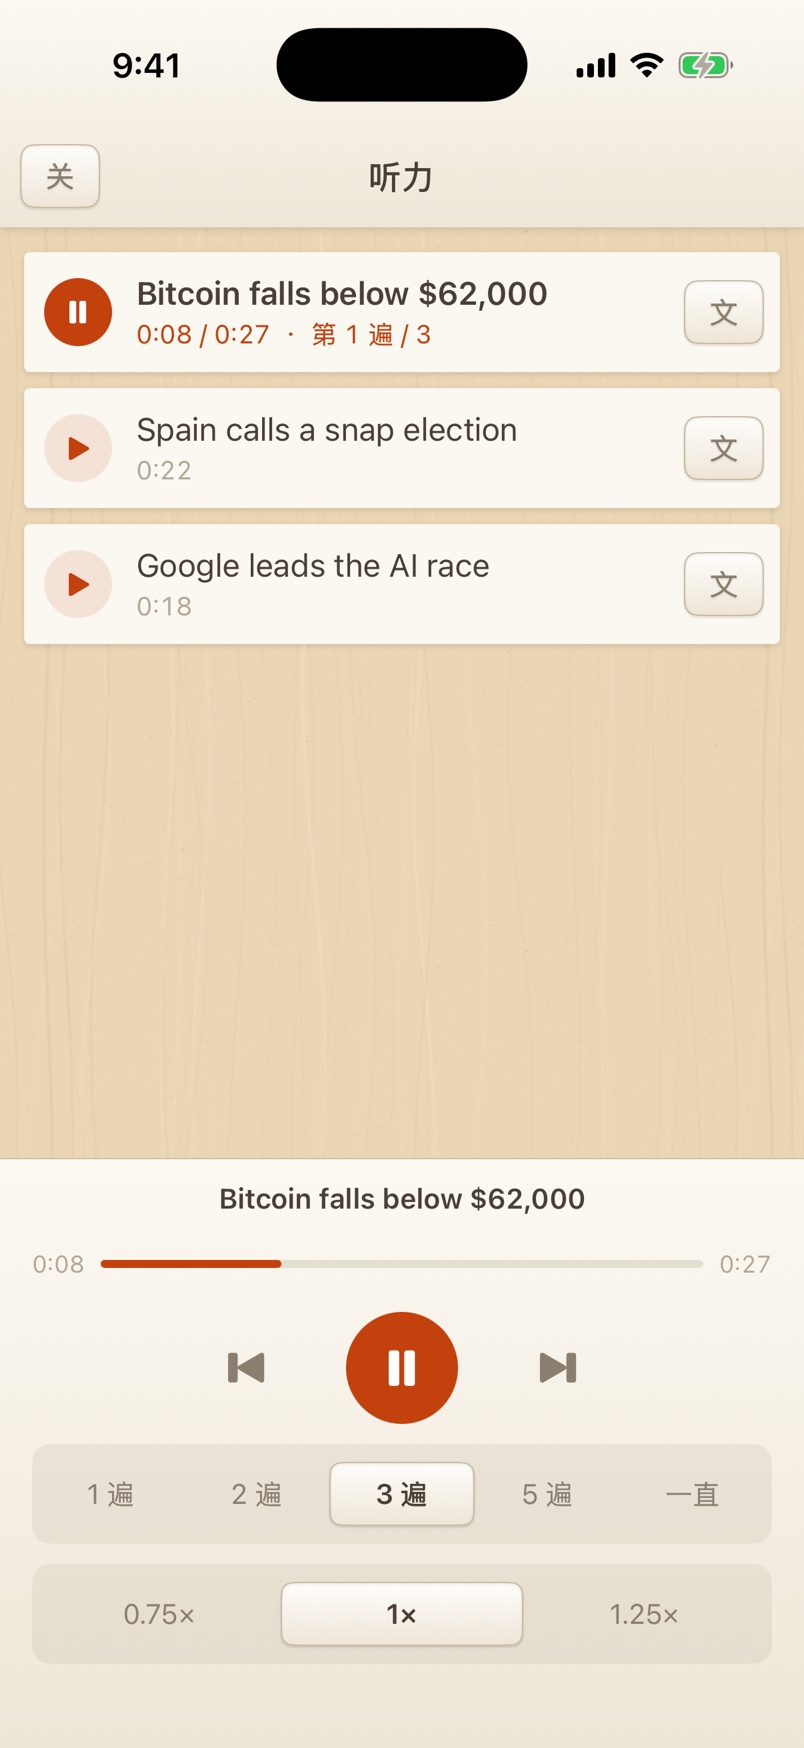 9:41
关
听力
Bitcoin falls below $62,000
0:08 / 0:27 · 第 1 遍 / 3
文
Spain calls a snap election
0:22
文
Google leads the AI race
0:18
文
Bitcoin falls below $62,000
0:08
0:27
1 遍 2 遍 3 遍 5 遍 一直
0.75× 1× 1.25×